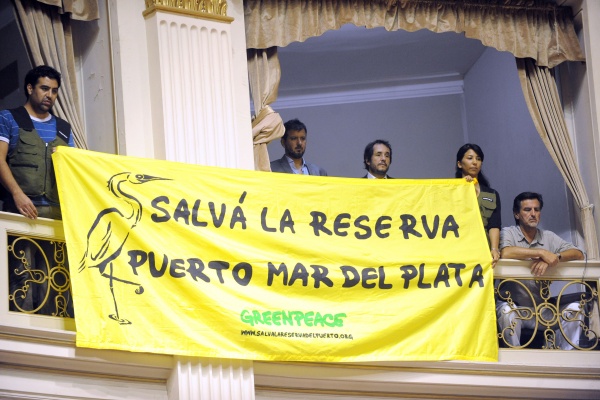 SALVÁ LA RESERVA
PUERTO MAR DEL PLATA
GREENPEACE
WWW.SALVALARESERVADELPUERTO.ORG